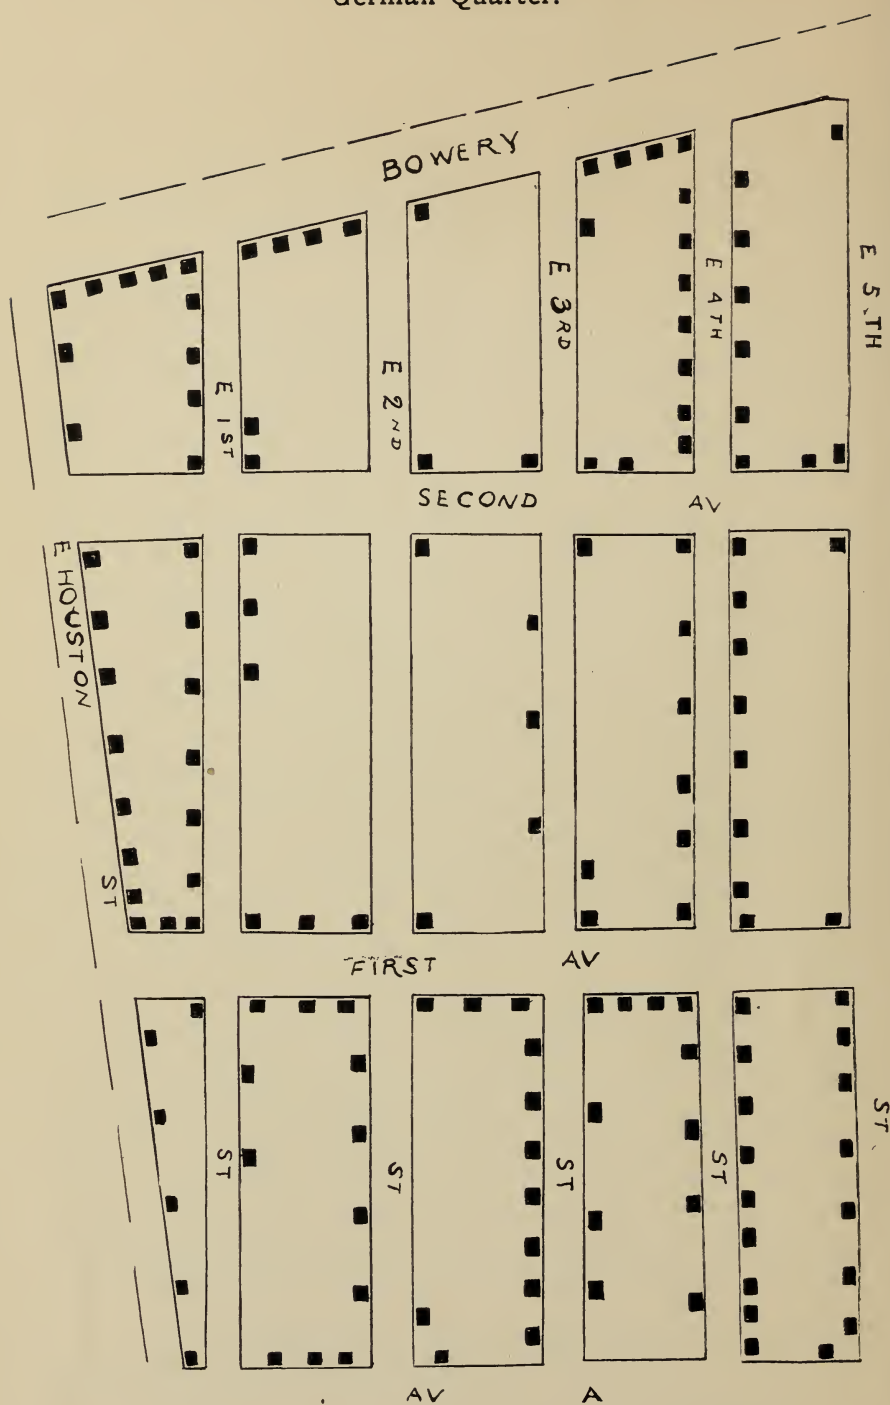 German Quarter.
BOWERY
E 1ST
E 2ND
E 3RD
E 4TH
E 5TH
SECOND AV
E HOUSTON ST
FIRST AV
ST
ST
ST
ST
ST
AV A